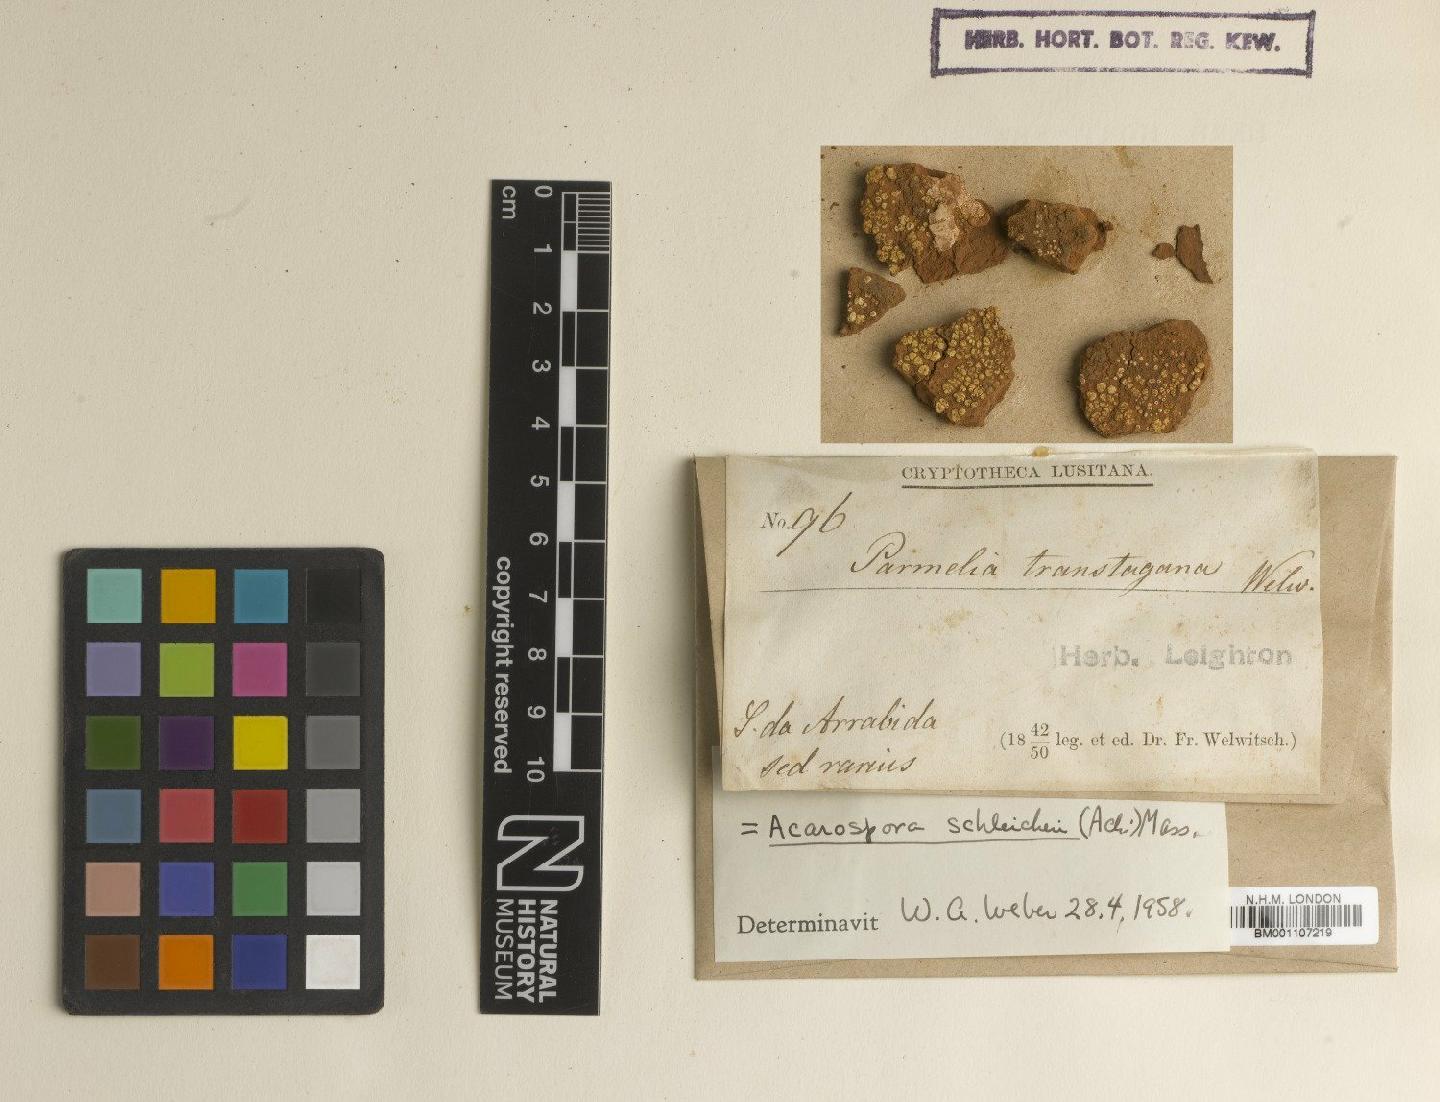 HERB. HORT. BOT. REG. KEW.
cm
0
1
2
3
4
5
6
7
8
9
10
copyright reserved
NATURAL
HISTORY
MUSEUM
CRYPTOTHECA LUSITANA.
No. 96
Parmelia transtagana Welw.
Herb. Leighton
S. da Arrabida
sed rarius
(18 42/50 leg. et ed. Dr. Fr. Welwitsch.)
= Acarospora schleicheri (Ach.) Mass.
Determinavit W. A. Weber 28.4.1958.
N.H.M. LONDON
BM001107219